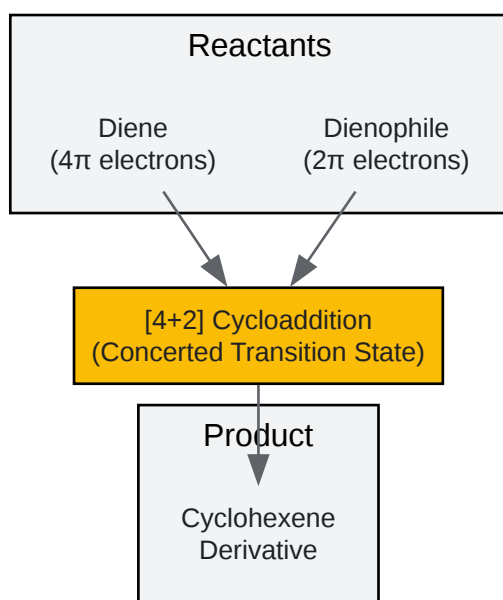 Reactants
Diene
(4π electrons)
Dienophile
(2π electrons)
[4+2] Cycloaddition
(Concerted Transition State)
Product
Cyclohexene
Derivative